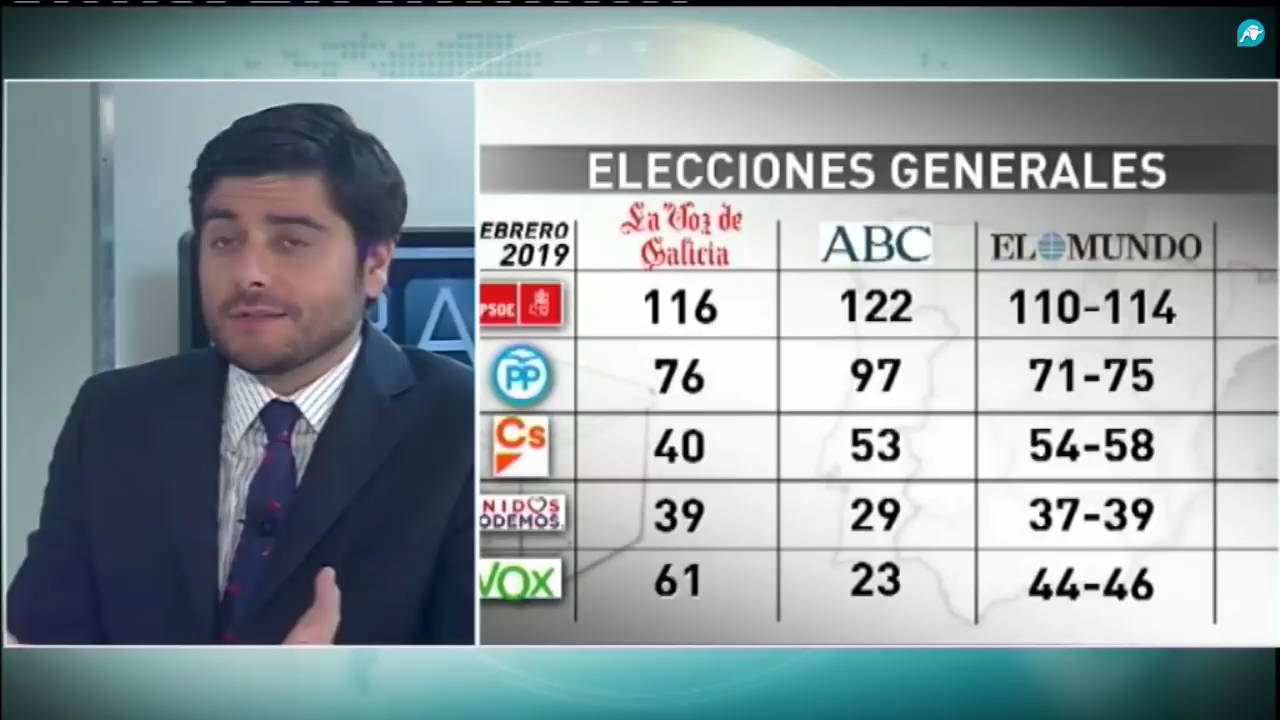 ELECCIONES GENERALES
EBRERO
2019
La Voz de
Galicia
ABC
EL MUNDO
PSOE
116
122
110-114
PP
76
97
71-75
Cs
40
53
54-58
NIDOS
ODEMOS.
39
29
37-39
VOX
61
23
44-46
A